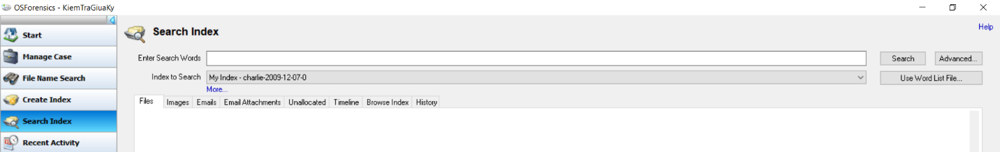 OSForensics - KiemTraGiuaKy
Start
Manage Case
File Name Search
Create Index
Search Index
Recent Activity
Search Index
Help
Enter Search Words
Search
Advanced...
Index to Search
My Index - charlie-2009-12-07-0
Use Word List File...
More...
Files Images Emails Email Attachments Unallocated Timeline Browse Index History